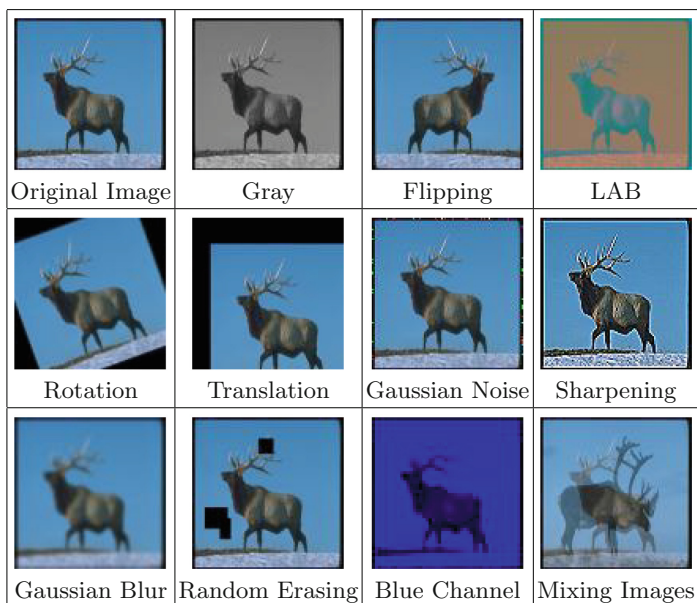 Original Image
Gray
Flipping
LAB
Rotation
Translation
Gaussian Noise
Sharpening
Gaussian Blur
Random Erasing
Blue Channel
Mixing Images